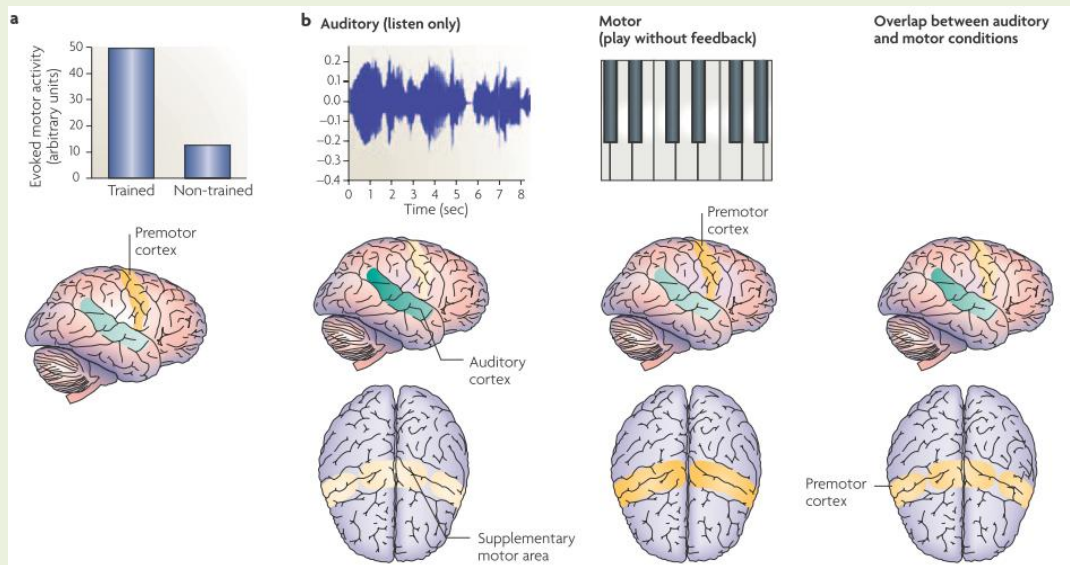 a
Evoked motor activity
(arbitrary units)
50
40
30
20
10
0
Trained
Non-trained
Premotor
cortex
b Auditory (listen only)
0.2
0.1
0.0
–0.1
–0.2
–0.3
–0.4
0 1 2 3 4 5 6 7 8
Time (sec)
Auditory
cortex
Supplementary
motor area
Motor
(play without feedback)
Premotor
cortex
Overlap between auditory
and motor conditions
Premotor
cortex